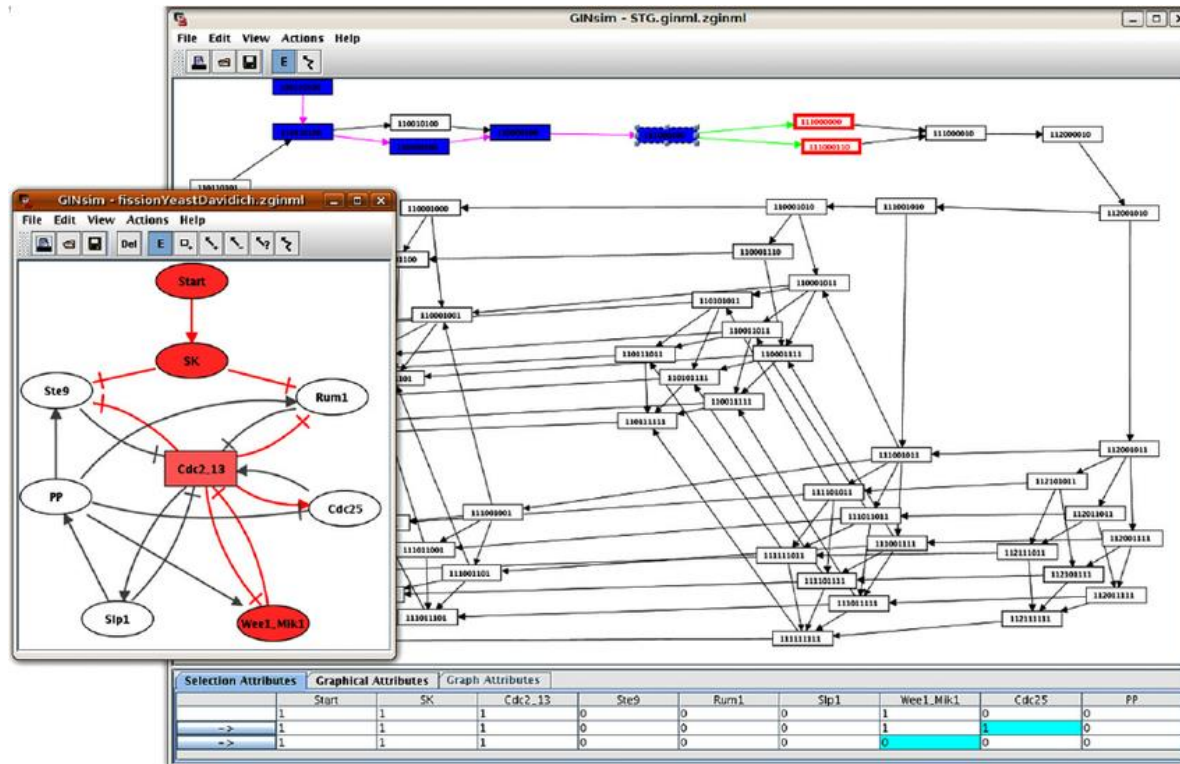 GINsim - STG.ginml.zginml
File Edit View Actions Help
E
110010100
111000000
111000110
111000010
112000010
110110101
110001000
110001010
111001010
112001010
110001110
110001011
110101011
110001001
110011011
110111011
110001111
110101111
110011111
110111111
111001011
112001011
112101011
111101011
111001001
111011011
112011011
111011001
111001111
112001111
111111011
112111011
111001101
111101111
112101111
111011111
112011111
111011101
112111111
111111111
GINsim - fissionYeastDavidich.zginml
File Edit View Actions Help
Del E
Start
SK
Ste9
Rum1
Cdc2_13
PP
Cdc25
Slp1
Wee1_Mik1
Selection Attributes Graphical Attributes Graph Attributes
Start SK Cdc2_13 Ste9 Rum1 Slp1 Wee1_Mik1 Cdc25 PP
1 1 1 0 0 0 1 0 0
-> 1 1 1 0 0 0 1 1 0
-> 1 1 1 0 0 0 0 0 0